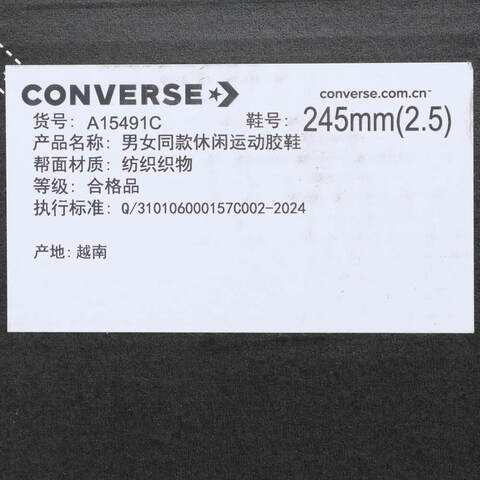 CONVERSE converse.com.cn
货号: A15491C 鞋号: 245mm(2.5)
产品名称: 男女同款休闲运动胶鞋
帮面材质: 纺织织物
等级: 合格品
执行标准: Q/310106000157C002-2024
产地: 越南